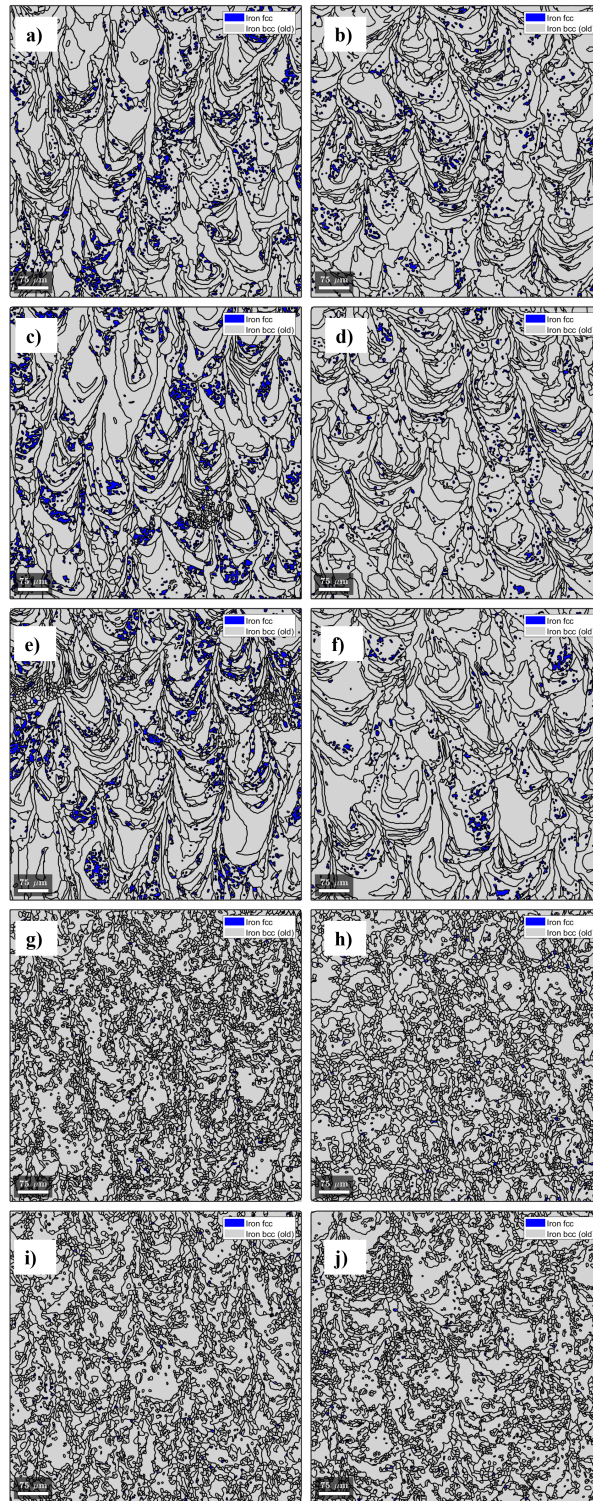 a)
Iron fcc
Iron bcc (old)
75 μm
b)
Iron fcc
Iron bcc (old)
75 μm
c)
Iron fcc
Iron bcc (old)
75 μm
d)
Iron fcc
Iron bcc (old)
75 μm
e)
Iron fcc
Iron bcc (old)
75 μm
f)
Iron fcc
Iron bcc (old)
75 μm
g)
Iron fcc
Iron bcc (old)
75 μm
h)
Iron fcc
Iron bcc (old)
75 μm
i)
Iron fcc
Iron bcc (old)
75 μm
j)
Iron fcc
Iron bcc (old)
75 μm